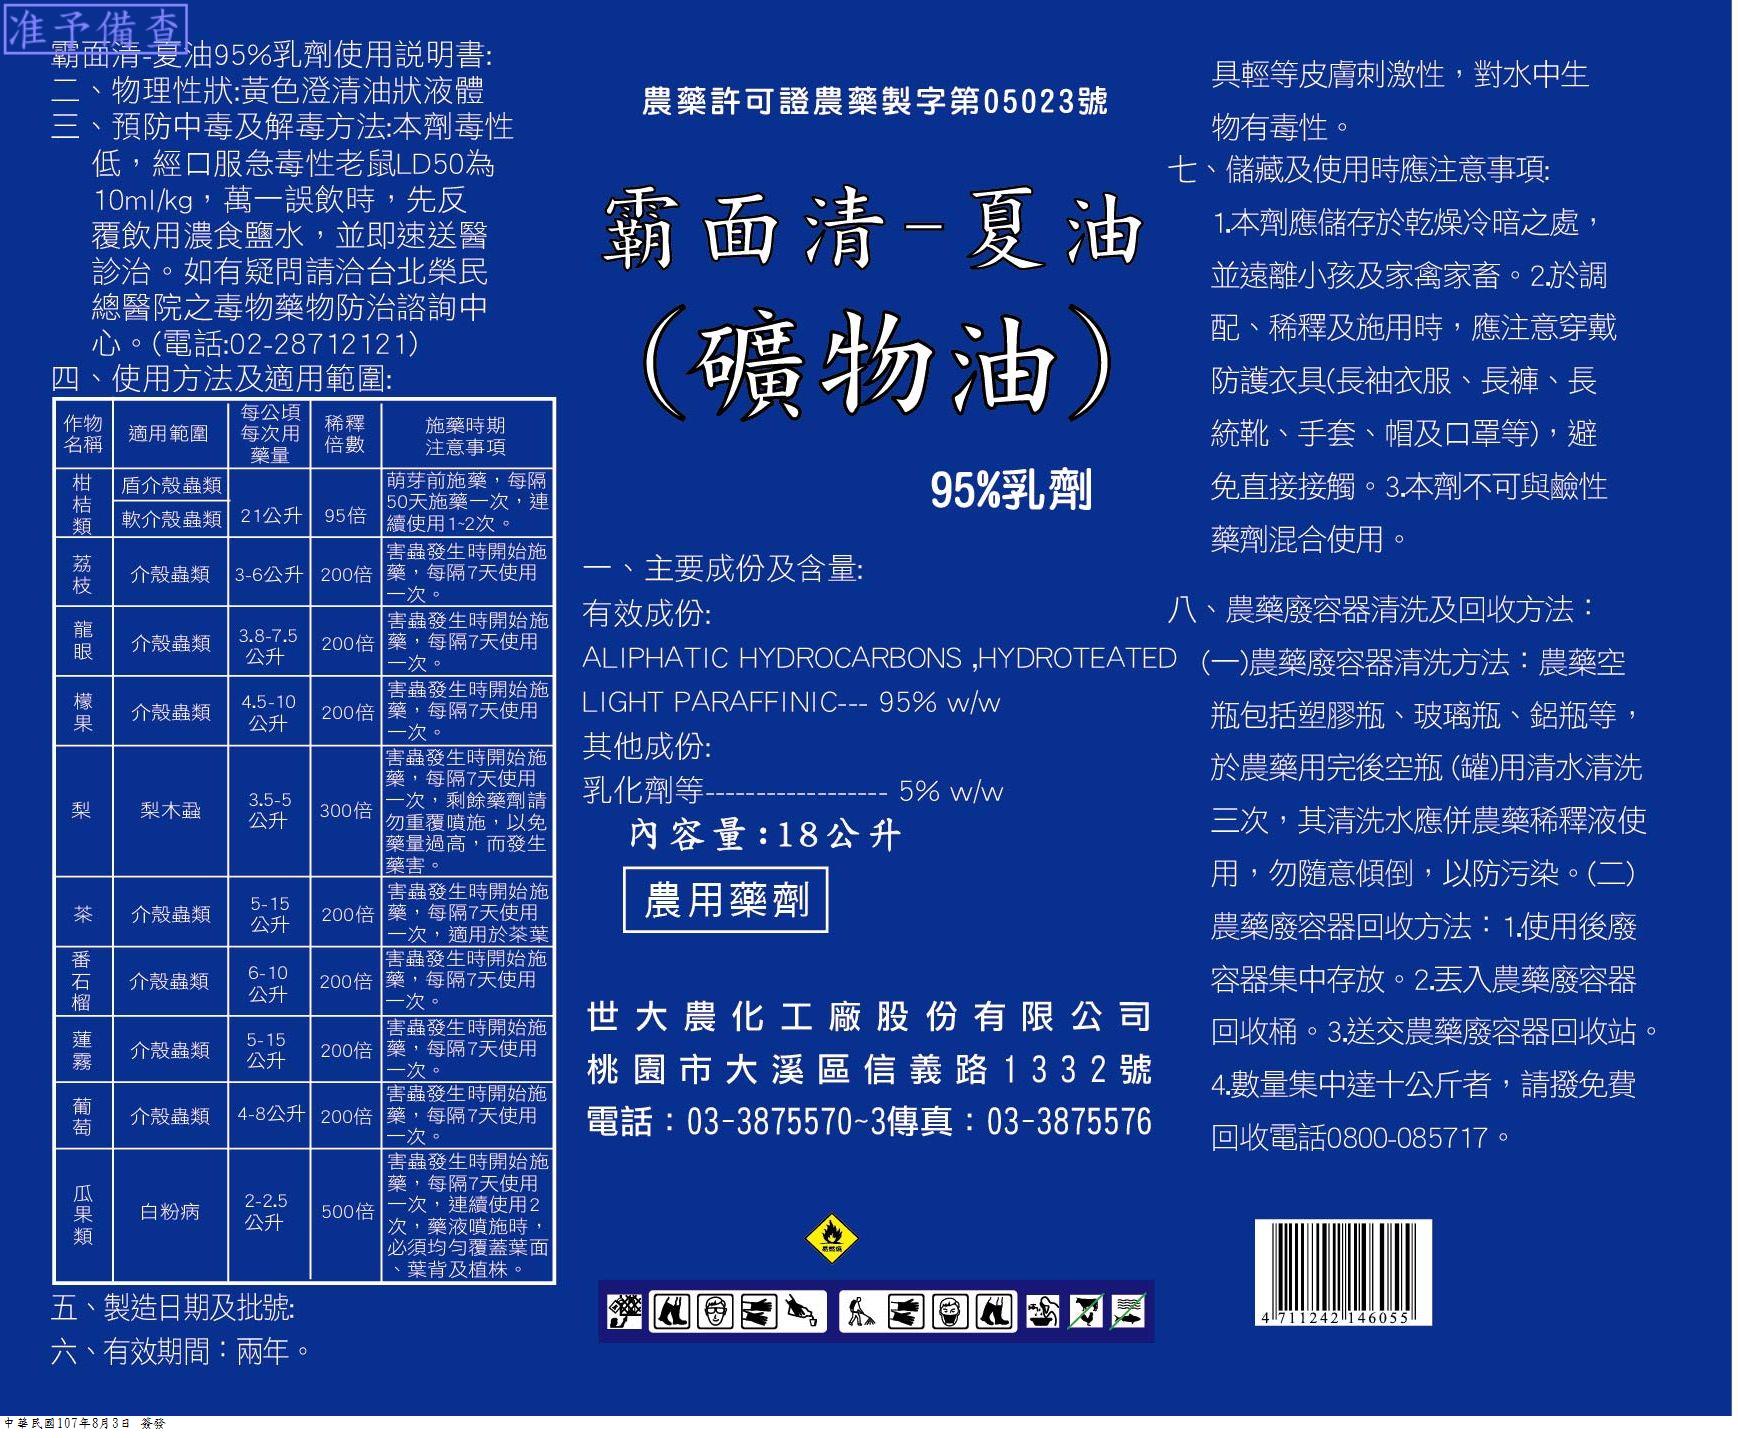 准予備查
霸面清-夏油95%乳劑使用説明書:
二、物理性狀:黃色澄清油狀液體
三、預防中毒及解毒方法:本劑毒性
低，經口服急毒性老鼠LD50為
10ml/kg，萬一誤飲時，先反
覆飲用濃食鹽水，並即速送醫
診治。如有疑問請洽台北榮民
總醫院之毒物藥物防治諮詢中
心。(電話:02-28712121)
四、使用方法及適用範圍:
作物名稱 適用範圍 每公頃每次用藥量 稀釋倍數 施藥時期注意事項
柑桔類 盾介殼蟲類 軟介殼蟲類 21公升 95倍 萌芽前施藥，每隔50天施藥一次，連續使用1~2次。
荔枝 介殼蟲類 3-6公升 200倍 害蟲發生時開始施藥，每隔7天使用一次。
龍眼 介殼蟲類 3.8-7.5公升 200倍 害蟲發生時開始施藥，每隔7天使用一次。
檬果 介殼蟲類 4.5-10公升 200倍 害蟲發生時開始施藥，每隔7天使用一次。
梨 梨木蝨 3.5-5公升 300倍 害蟲發生時開始施藥，每隔7天使用一次，剩餘藥劑請勿重覆噴施，以免藥量過高，而發生藥害。
茶 介殼蟲類 5-15公升 200倍 害蟲發生時開始施藥，每隔7天使用一次，適用於茶葉
番石榴 介殼蟲類 6-10公升 200倍 害蟲發生時開始施藥，每隔7天使用一次。
蓮霧 介殼蟲類 5-15公升 200倍 害蟲發生時開始施藥，每隔7天使用一次。
葡萄 介殼蟲類 4-8公升 200倍 害蟲發生時開始施藥，每隔7天使用一次。
瓜果類 白粉病 2-2.5公升 500倍 害蟲發生時開始施藥，每隔7天使用一次，連續使用2次，藥液噴施時，必須均勻覆蓋葉面、葉背及植株。
五、製造日期及批號:
六、有效期間：兩年。
農藥許可證農藥製字第05023號
霸面清-夏油
(礦物油)
95%乳劑
一、主要成份及含量:
有效成份:
ALIPHATIC HYDROCARBONS ,HYDROTEATED
LIGHT PARAFFINIC--- 95% w/w
其他成份:
乳化劑等------------------ 5% w/w
內容量:18公升
農用藥劑
世大農化工廠股份有限公司
桃園市大溪區信義路1332號
電話：03-3875570~3傳真：03-3875576
易燃物
具輕等皮膚刺激性，對水中生
物有毒性。
七、儲藏及使用時應注意事項:
1.本劑應儲存於乾燥冷暗之處，
並遠離小孩及家禽家畜。2.於調
配、稀釋及施用時，應注意穿戴
防護衣具(長袖衣服、長褲、長
統靴、手套、帽及口罩等)，避
免直接接觸。3.本劑不可與鹼性
藥劑混合使用。
八、農藥廢容器清洗及回收方法：
(一)農藥廢容器清洗方法：農藥空
瓶包括塑膠瓶、玻璃瓶、鋁瓶等，
於農藥用完後空瓶 (罐)用清水清洗
三次，其清洗水應併農藥稀釋液使
用，勿隨意傾倒，以防污染。(二)
農藥廢容器回收方法：1.使用後廢
容器集中存放。2.丟入農藥廢容器
回收桶。3.送交農藥廢容器回收站。
4.數量集中達十公斤者，請撥免費
回收電話0800-085717。
4 711242 146055
中華民國107年8月3日 簽發